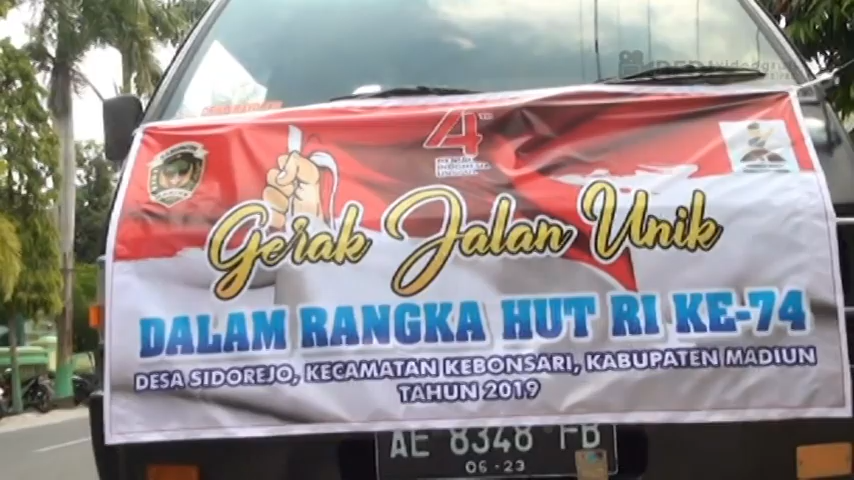 74
Gerak Jalan Unik
DALAM RANGKA HUT RI KE-74
DESA SIDOREJO, KECAMATAN KEBONSARI, KABUPATEN MADIUN
TAHUN 2019
AE 8348 FB
06 - 23